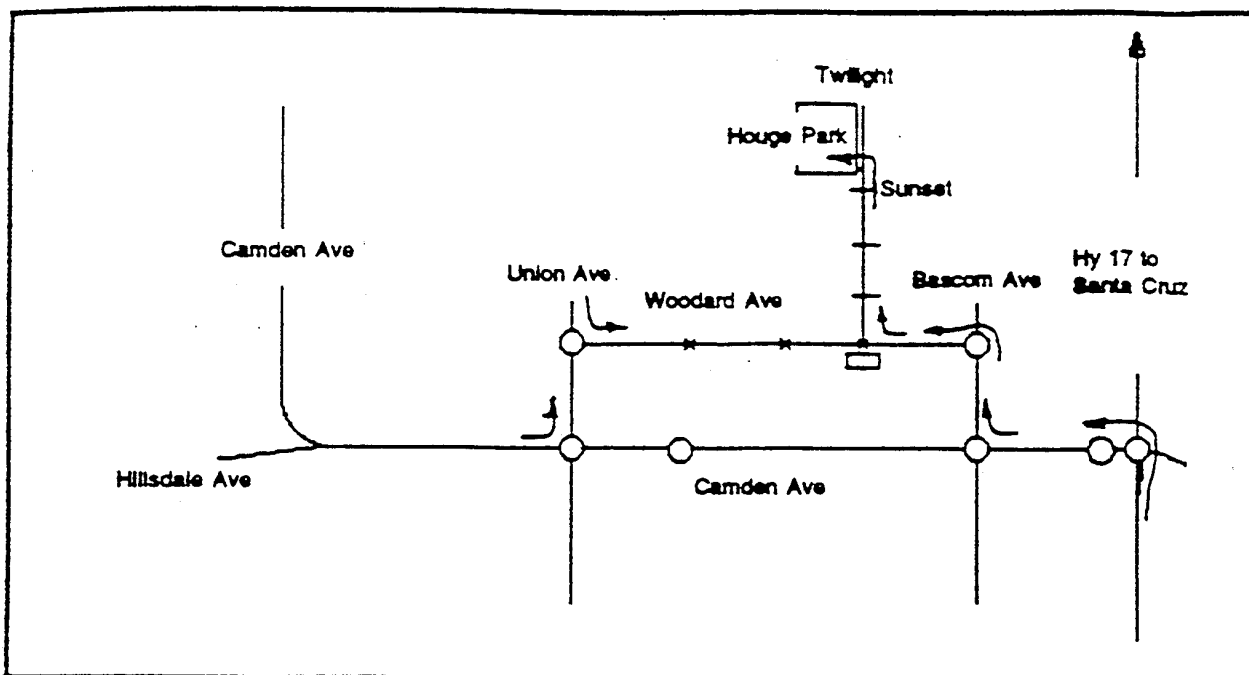 Twilight
Houge Park
Sunset
Camden Ave
Union Ave.
Woodard Ave
Bascom Ave
Hy 17 to
Santa Cruz
Hillsdale Ave
Camden Ave